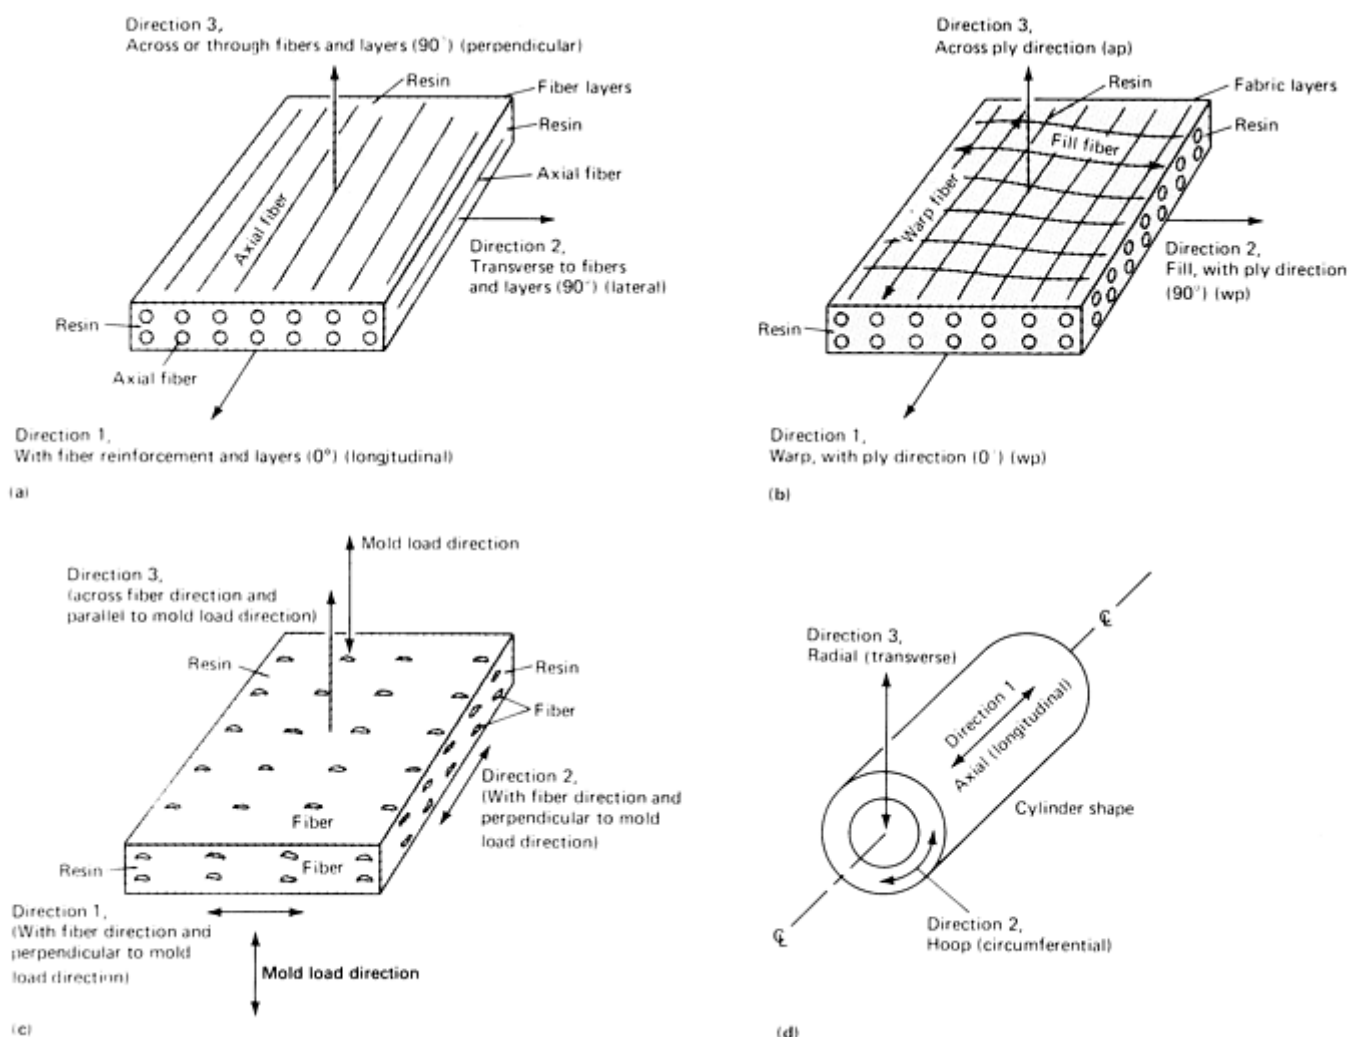 Direction 3,
Across or through fibers and layers (90°) (perpendicular)
Resin
Fiber layers
Resin
Axial fiber
Axial fiber
Direction 2,
Transverse to fibers
and layers (90°) (lateral)
Resin
Axial fiber
Direction 1,
With fiber reinforcement and layers (0°) (longitudinal)
(a)
Direction 3,
Across ply direction (ap)
Resin
Fabric layers
Resin
Fill fiber
Warp fiber
Direction 2,
Fill, with ply direction
(90°) (wp)
Resin
Direction 1,
Warp, with ply direction (0°) (wp)
(b)
Mold load direction
Direction 3,
(across fiber direction and
parallel to mold load direction)
Resin
Resin
Fiber
Direction 2,
(With fiber direction and
perpendicular to mold
load direction)
Fiber
Resin
Fiber
Direction 1,
(With fiber direction and
perpendicular to mold
load direction)
Mold load direction
(c)
℄
Direction 3,
Radial (transverse)
Direction 1
Axial (longitudinal)
Cylinder shape
Direction 2,
Hoop (circumferential)
℄
(d)